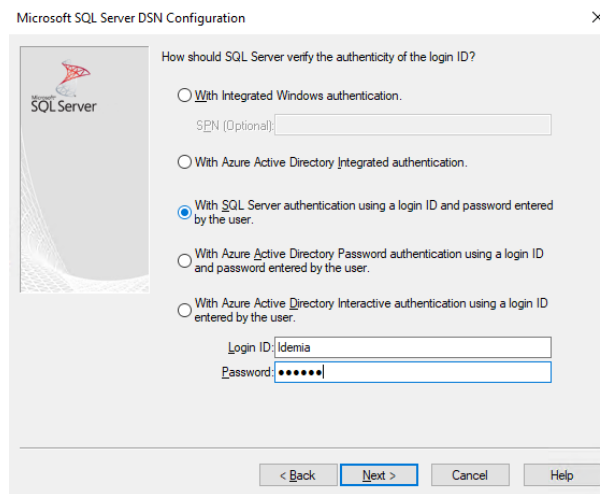 Microsoft SQL Server DSN Configuration
How should SQL Server verify the authenticity of the login ID?
Microsoft
SQL Server
With Integrated Windows authentication.
SPN (Optional):
With Azure Active Directory Integrated authentication.
With SQL Server authentication using a login ID and password entered
by the user.
With Azure Active Directory Password authentication using a login ID
and password entered by the user.
With Azure Active Directory Interactive authentication using a login ID
entered by the user.
Login ID: Idemia
Password: ••••••
< Back
Next >
Cancel
Help